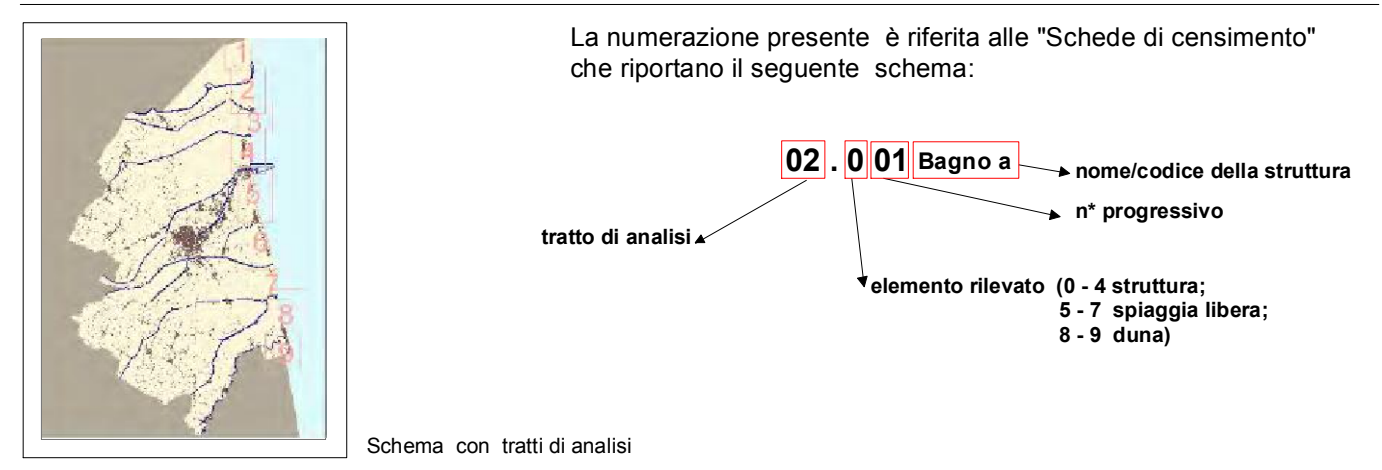 La numerazione presente è riferita alle "Schede di censimento"
che riportano il seguente schema:
1
2
3
4
5
6
7
8
9
02 . 0 01 Bagno a
nome/codice della struttura
n* progressivo
tratto di analisi
elemento rilevato (0 - 4 struttura;
5 - 7 spiaggia libera;
8 - 9 duna)
Schema con tratti di analisi